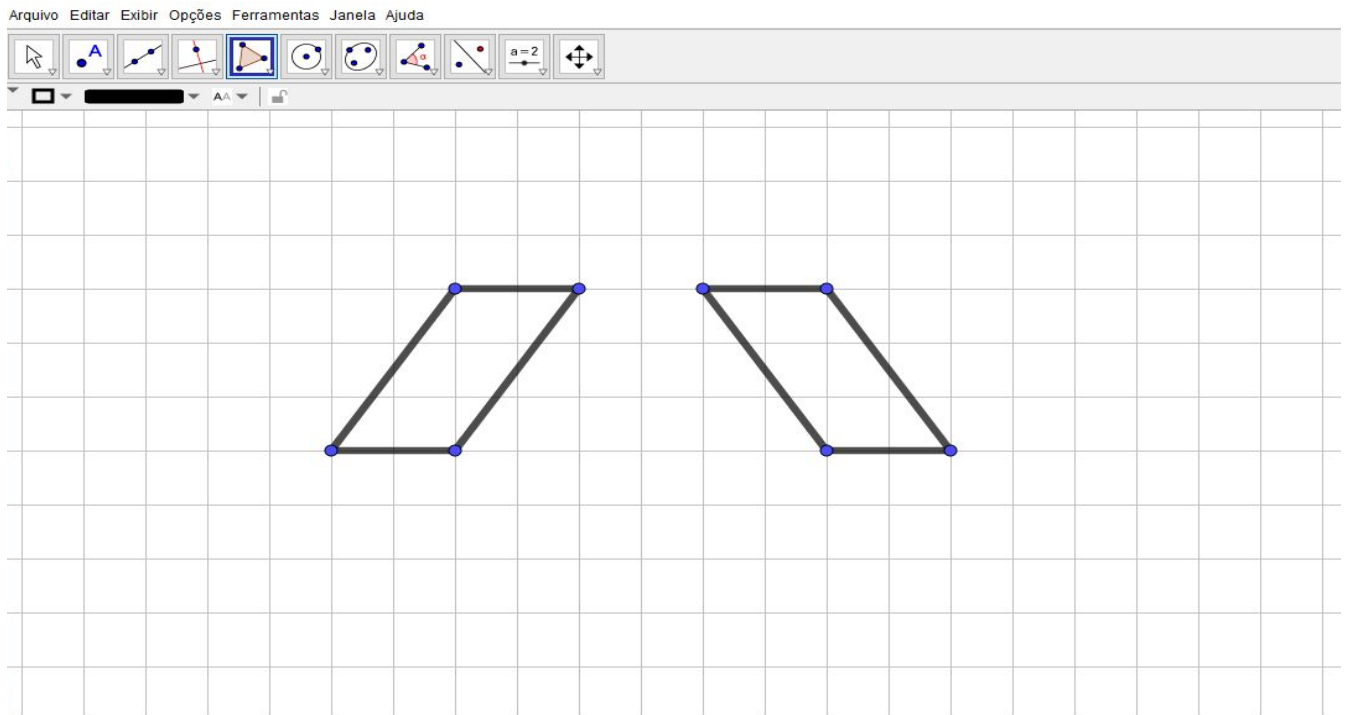 Arquivo Editar Exibir Opções Ferramentas Janela Ajuda
A α a=2
AA